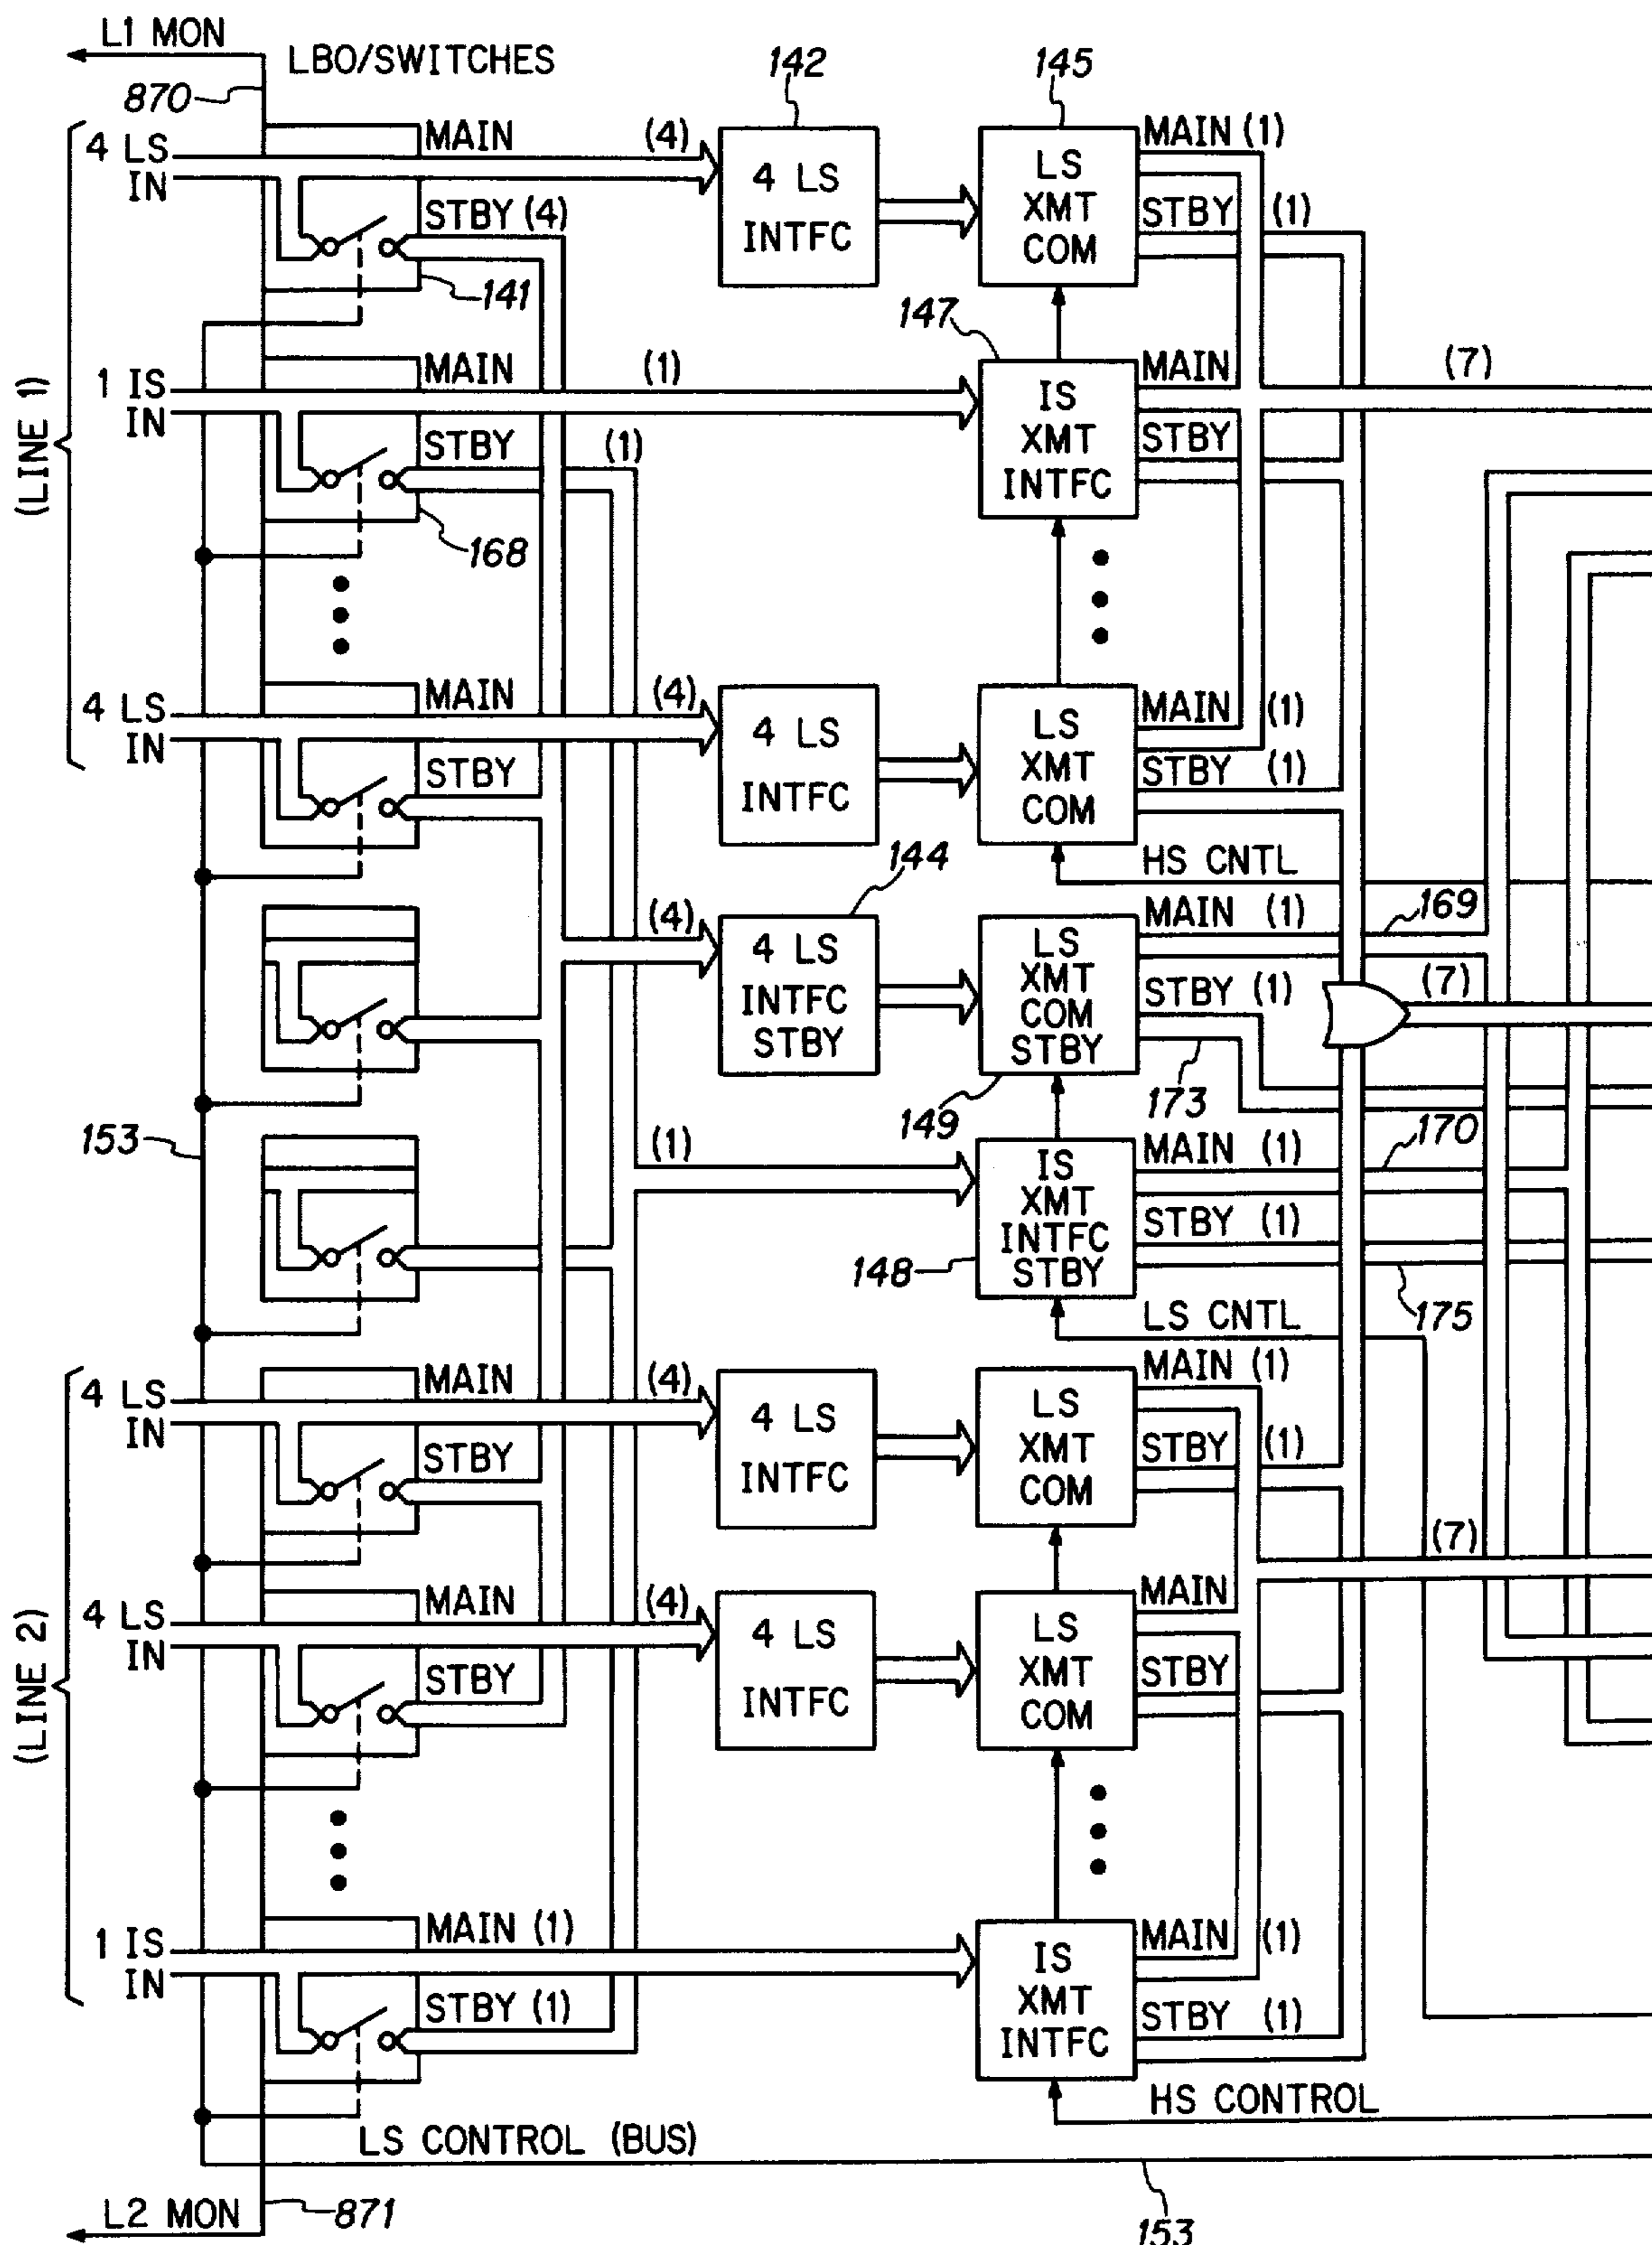 L1 MON
LBO/SWITCHES
142
145
870
(LINE 1)
4 LS
IN
MAIN
(4)
4 LS
INTFC
LS
XMT
COM
MAIN (1)
STBY (4)
STBY (1)
141
147
1 IS
IN
MAIN
(1)
IS
XMT
INTFC
MAIN
(7)
STBY
(1)
STBY
168
4 LS
IN
MAIN
(4)
4 LS
INTFC
LS
XMT
COM
MAIN (1)
STBY
STBY (1)
144
HS CNTL
(4)
4 LS
INTFC
STBY
LS
XMT
COM
STBY
MAIN (1)
169
STBY (1)
(7)
149
173
153
(1)
IS
XMT
INTFC
STBY
MAIN (1)
170
STBY (1)
148
175
LS CNTL
(LINE 2)
4 LS
IN
MAIN
(4)
4 LS
INTFC
LS
XMT
COM
MAIN (1)
STBY
STBY (1)
(7)
4 LS
IN
MAIN
(4)
4 LS
INTFC
LS
XMT
COM
MAIN
STBY
STBY
1 IS
IN
MAIN (1)
IS
XMT
INTFC
MAIN (1)
STBY (1)
STBY (1)
HS CONTROL
LS CONTROL (BUS)
L2 MON
871
153